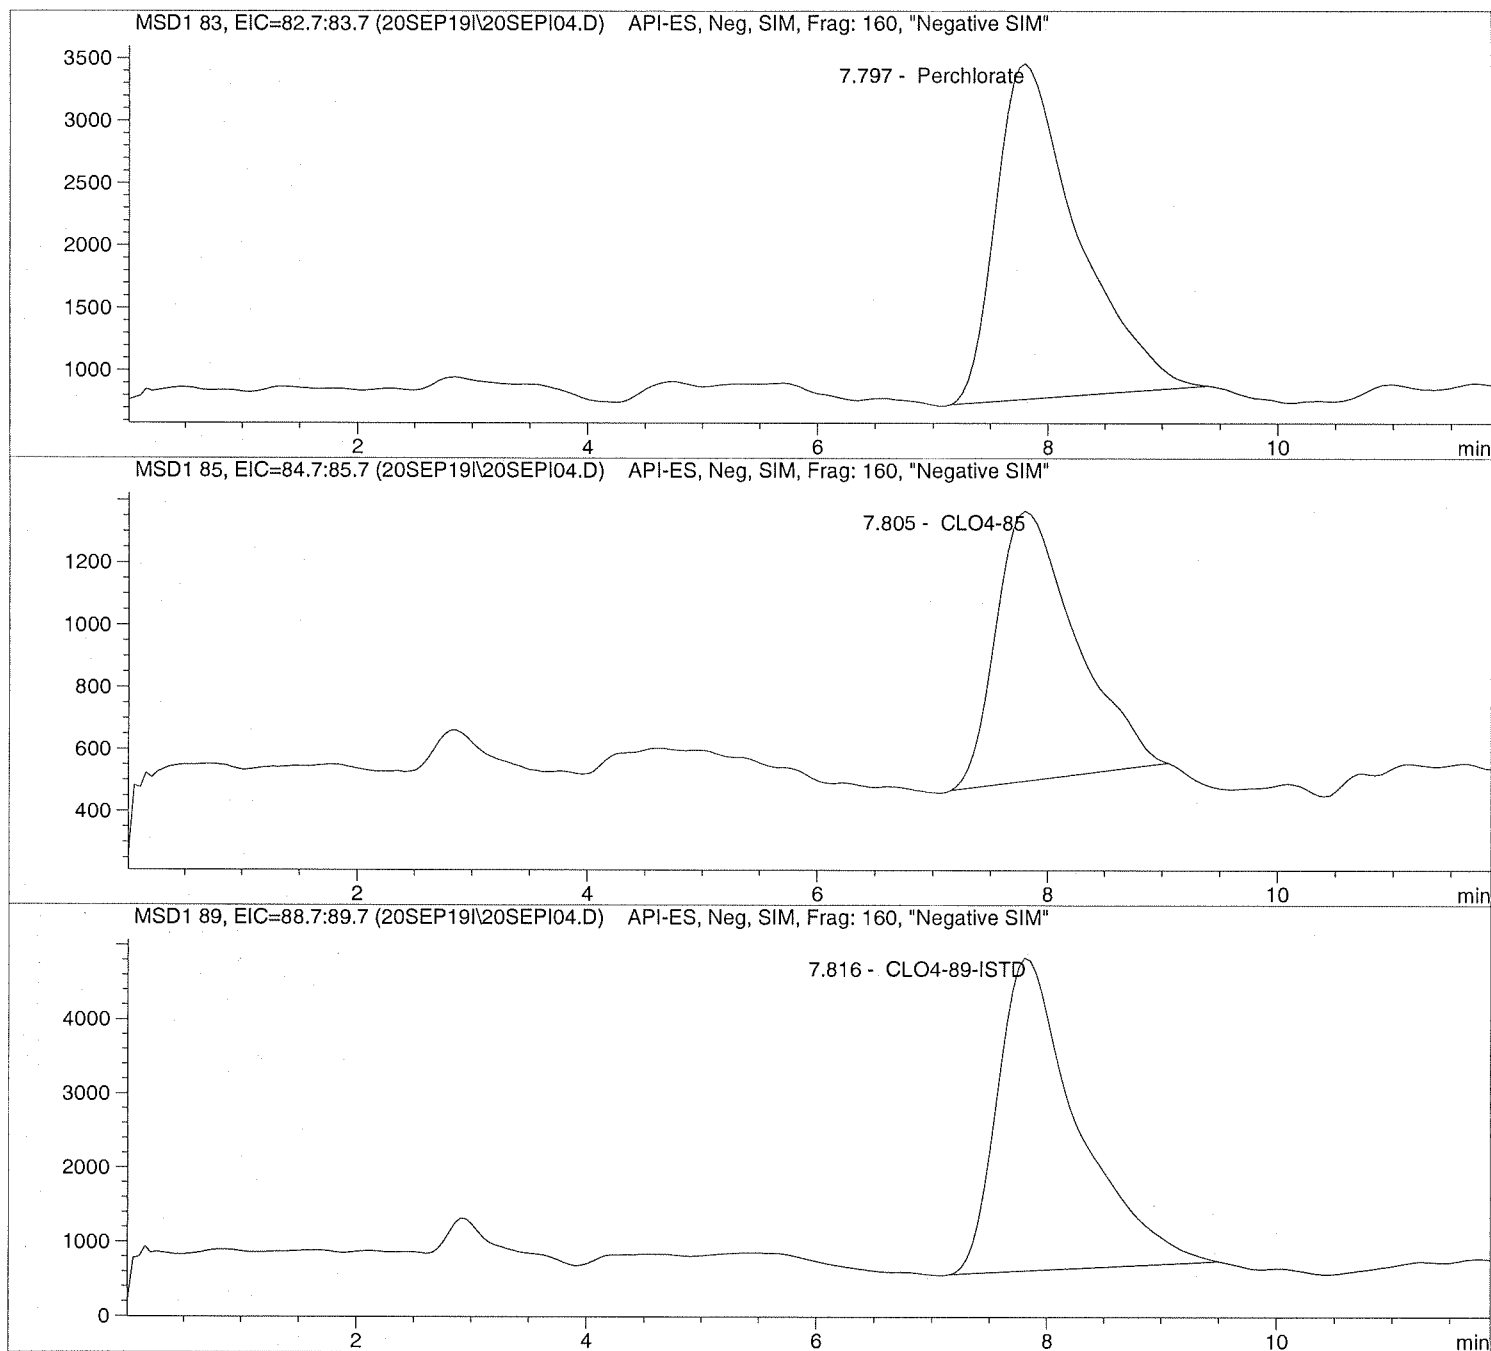 MSD1 83, EIC=82.7:83.7 (20SEP19I\20SEPI04.D) API-ES, Neg, SIM, Frag: 160, "Negative SIM"
3500
7.797 - Perchlorate
3000
2500
2000
1500
1000
2 4 6 8 10 min
MSD1 85, EIC=84.7:85.7 (20SEP19I\20SEPI04.D) API-ES, Neg, SIM, Frag: 160, "Negative SIM"
7.805 - CLO4-85
1200
1000
800
600
400
2 4 6 8 10 min
MSD1 89, EIC=88.7:89.7 (20SEP19I\20SEPI04.D) API-ES, Neg, SIM, Frag: 160, "Negative SIM"
7.816 - CLO4-89-ISTD
4000
3000
2000
1000
0
2 4 6 8 10 min